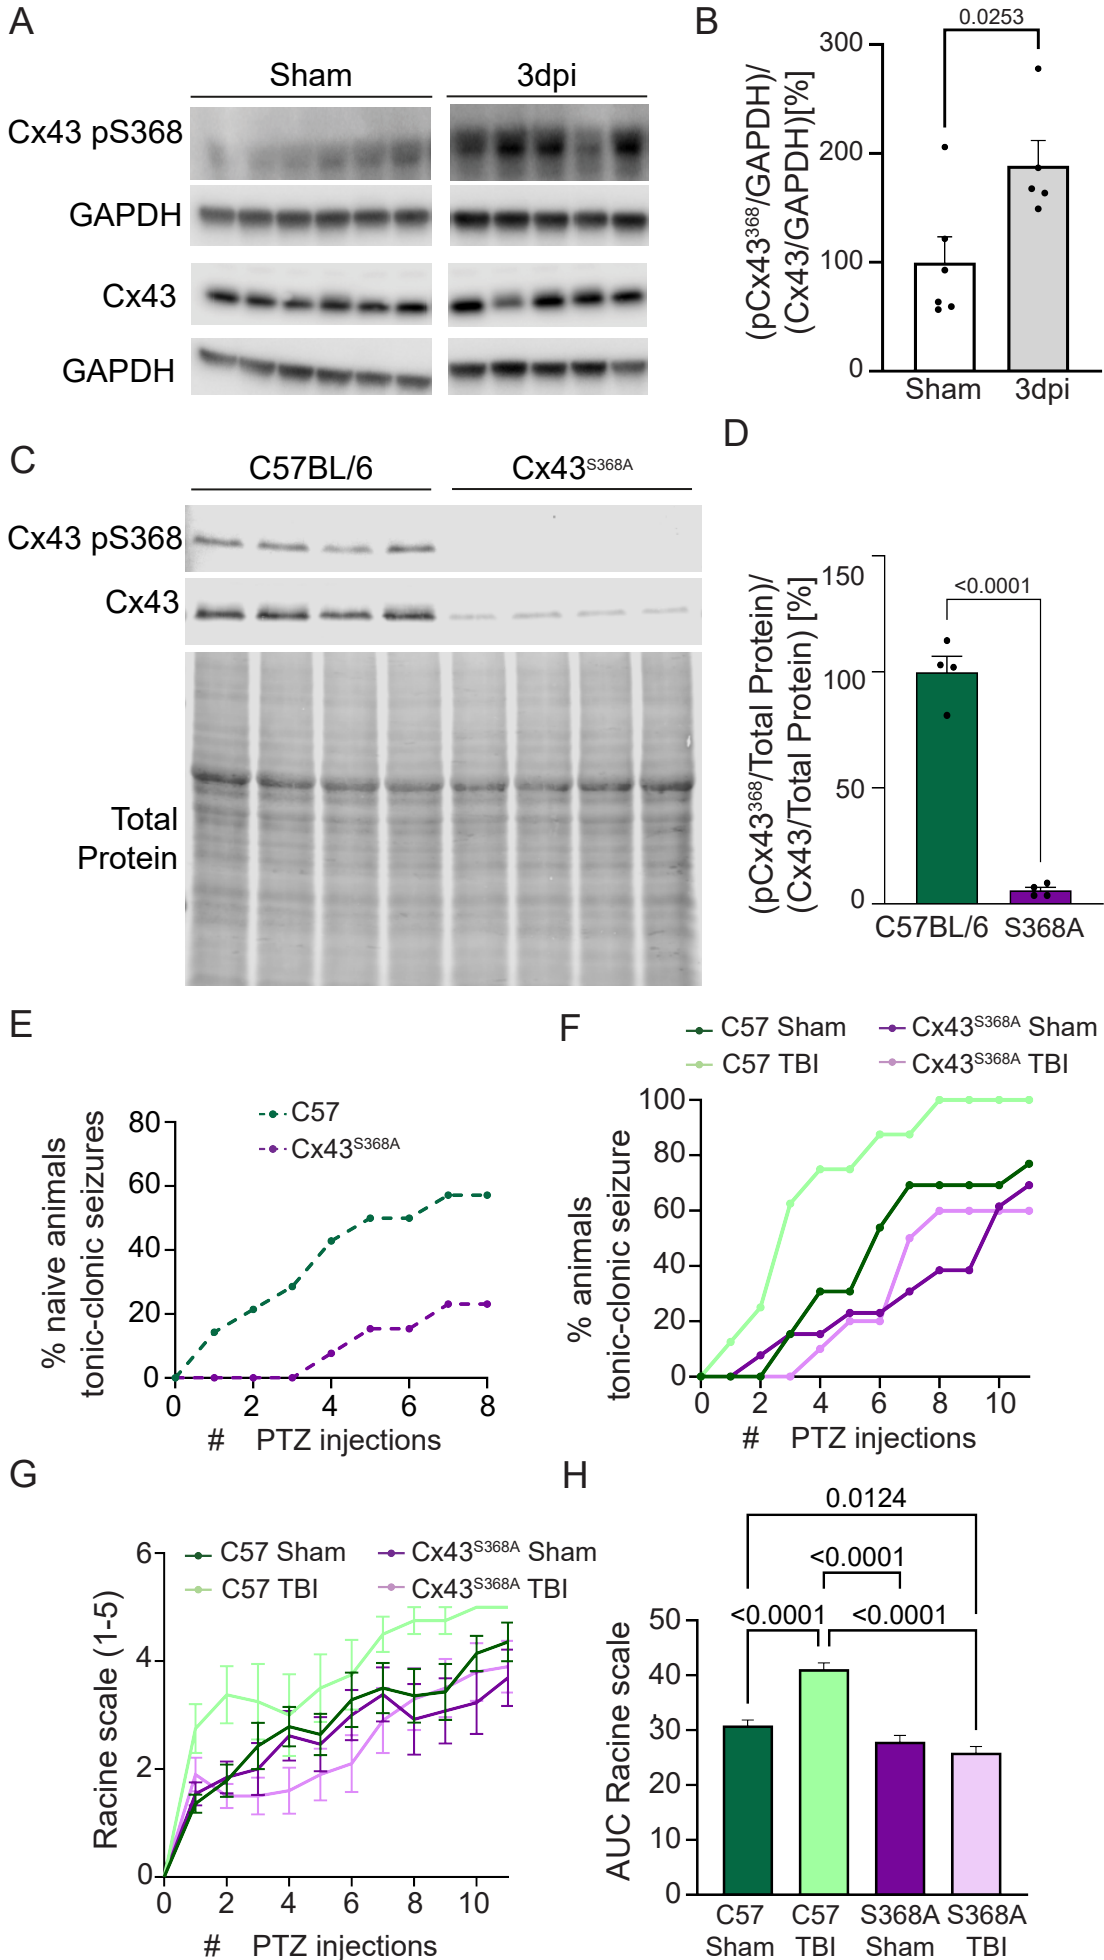 A
Sham
3dpi
Cx43 pS368
GAPDH
Cx43
GAPDH
B
0.0253
(pCx43³⁶⁸/GAPDH)/
(Cx43/GAPDH)[%]
300
200
100
0
Sham
3dpi
C
C57BL/6
Cx43ˢ³⁶⁸ᴬ
Cx43 pS368
Cx43
Total
Protein
D
<0.0001
(pCx43³⁶⁸/Total Protein)/
(Cx43/Total Protein) [%]
150
100
50
0
C57BL/6
S368A
E
C57
Cx43ˢ³⁶⁸ᴬ
% naive animals
tonic-clonic seizures
80
60
40
20
0
0 2 4 6 8
# PTZ injections
F
C57 Sham
Cx43ˢ³⁶⁸ᴬ Sham
C57 TBI
Cx43ˢ³⁶⁸ᴬ TBI
% animals
tonic-clonic seizure
100
80
60
40
20
0
0 2 4 6 8 10
# PTZ injections
G
C57 Sham
Cx43ˢ³⁶⁸ᴬ Sham
C57 TBI
Cx43ˢ³⁶⁸ᴬ TBI
Racine scale (1-5)
6
4
2
0
0 2 4 6 8 10
# PTZ injections
H
0.0124
<0.0001
<0.0001 <0.0001
AUC Racine scale
50
40
30
20
10
0
C57 C57 S368A S368A
Sham TBI Sham TBI